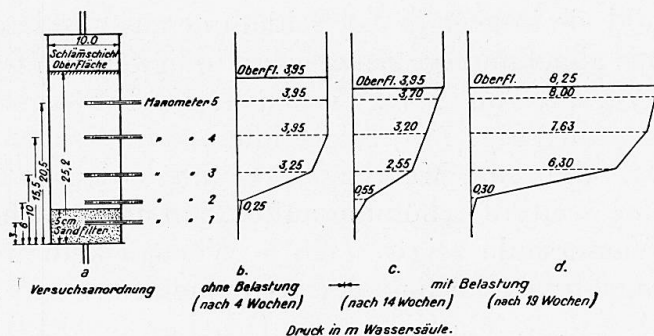 10.0
Schlämschicht
Oberfläche
Manometer 5
" " 4
" " 3
" " 2
" " 1
25,2
20,5
15,5
10
6
3
5cm
Sandfilter
Oberfl. 3,95
3,95
3,95
3,25
0,25
Oberfl. 3,95
3,70
3,20
2,55
0,55
Oberfl. 8,25
8,00
7,63
6,30
0,30
a
Versuchsanordnung
b.
ohne Belastung
(nach 4 Wochen)
c.
mit Belastung
(nach 14 Wochen)
d.
(nach 19 Wochen)
Druck in m Wassersäule.